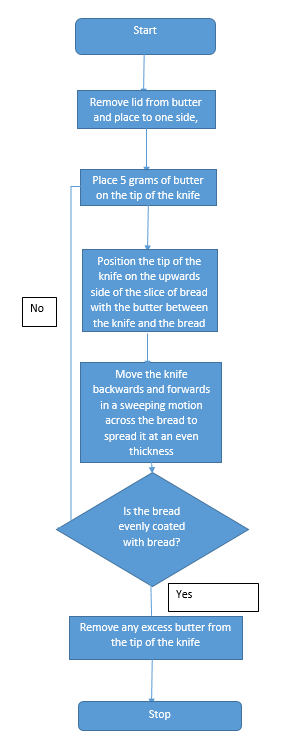 Start
Remove lid from butter
and place to one side,
Place 5 grams of butter
on the tip of the knife
Position the tip of the
knife on the upwards
side of the slice of bread
with the butter between
the knife and the bread
No
Move the knife
backwards and forwards
in a sweeping motion
across the bread to
spread it at an even
thickness
Is the bread
evenly coated
with bread?
Yes
Remove any excess butter from
the tip of the knife
Stop